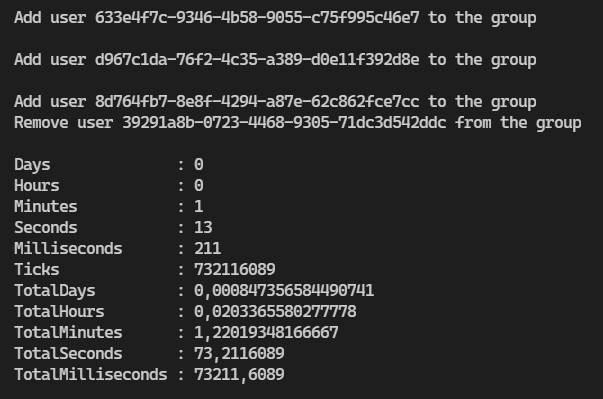 Add user 633e4f7c-9346-4b58-9055-c75f995c46e7 to the group
Add user d967c1da-76f2-4c35-a389-d0e11f392d8e to the group
Add user 8d764fb7-8e8f-4294-a87e-62c862fce7cc to the group
Remove user 39291a8b-0723-4468-9305-71dc3d542ddc from the group
Days : 0
Hours : 0
Minutes : 1
Seconds : 13
Milliseconds : 211
Ticks : 732116089
TotalDays : 0,000847356584490741
TotalHours : 0,0203365580277778
TotalMinutes : 1,22019348166667
TotalSeconds : 73,2116089
TotalMilliseconds : 73211,6089